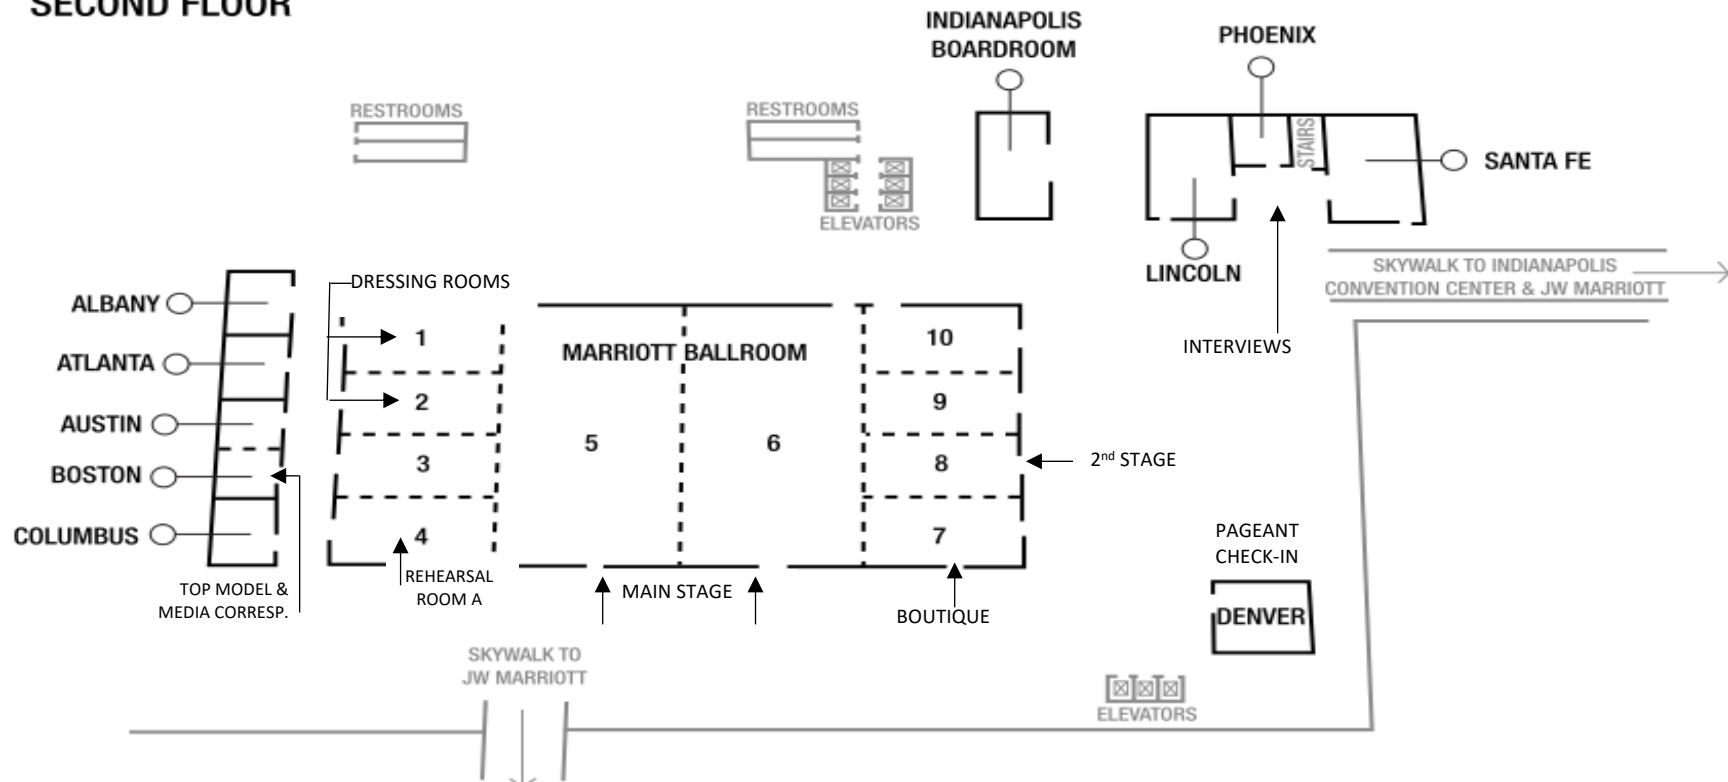 SECOND FLOOR
INDIANAPOLIS
BOARDROOM
PHOENIX
RESTROOMS
RESTROOMS
STAIRS
SANTA FE
ELEVATORS
LINCOLN
SKYWALK TO INDIANAPOLIS
CONVENTION CENTER & JW MARRIOTT
INTERVIEWS
DRESSING ROOMS
ALBANY
ATLANTA
AUSTIN
BOSTON
COLUMBUS
1
2
3
4
MARRIOTT BALLROOM
5
6
10
9
8
7
2nd STAGE
TOP MODEL &
MEDIA CORRESP.
REHEARSAL
ROOM A
MAIN STAGE
BOUTIQUE
PAGEANT
CHECK-IN
DENVER
SKYWALK TO
JW MARRIOTT
ELEVATORS